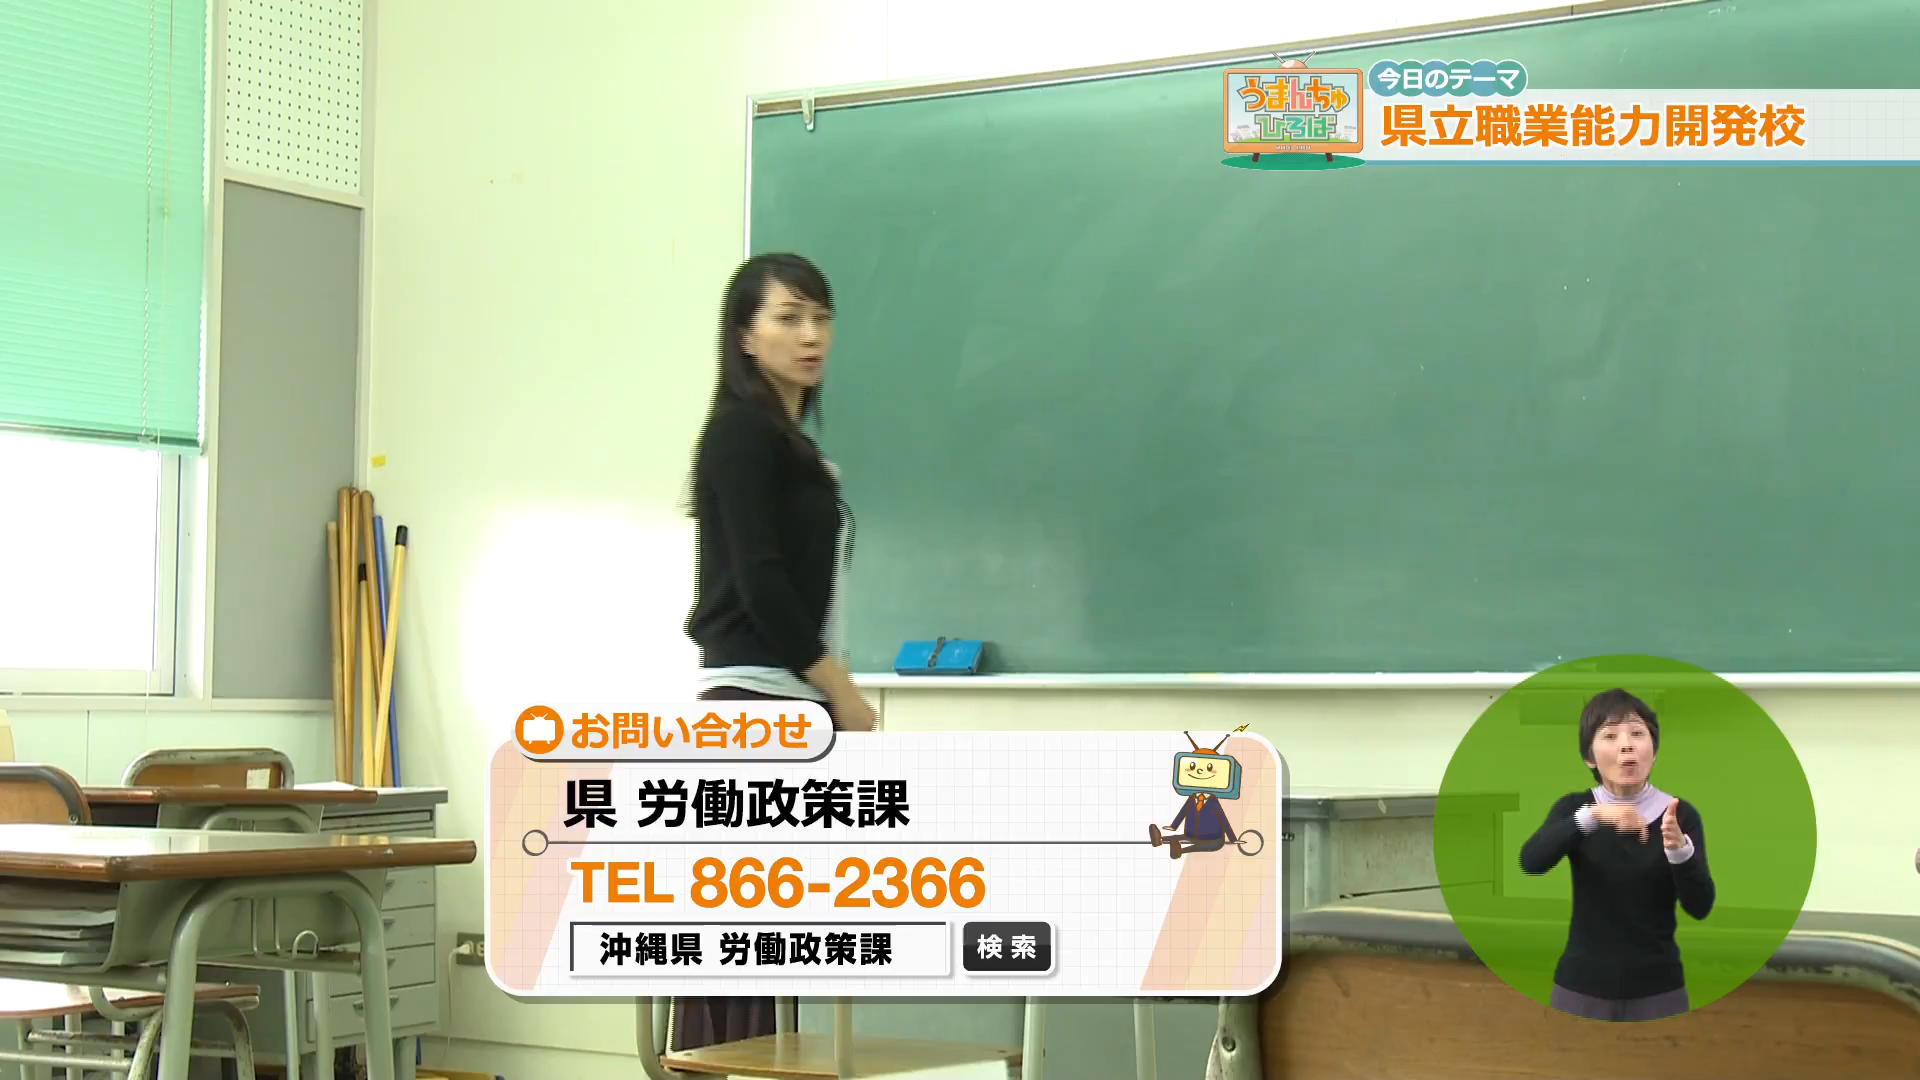 うまんちゅ
ひろば
今日のテーマ
県立職業能力開発校
お問い合わせ
県 労働政策課
TEL 866-2366
沖縄県 労働政策課
検索